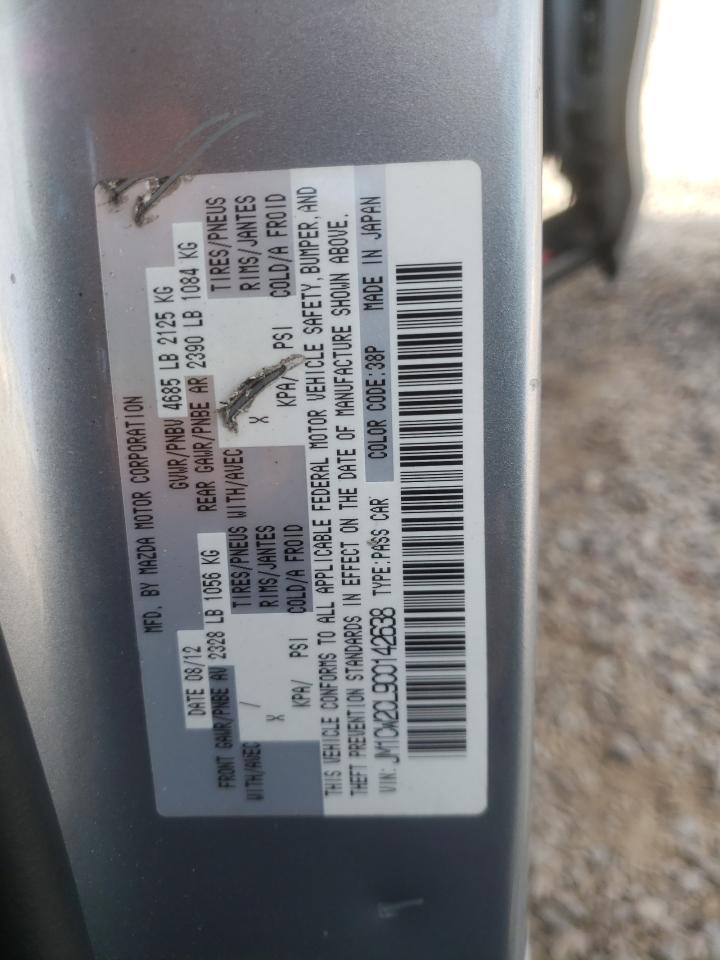 MFD. BY MAZDA MOTOR CORPORATION
DATE 08/12 GVWR/PNBV 4685 LB 2125 KG
FRONT GAWR/PNBE AV 2328 LB 1056 KG REAR GAWR/PNBE AR 2390 LB 1084 KG
WITH/AVEC / TIRES/PNEUS WITH/AVEC TIRES/PNEUS
X RIMS/JANTES X RIMS/JANTES
KPA/ PSI COLD/A FROID KPA/ PSI COLD/A FROID
THIS VEHICLE CONFORMS TO ALL APPLICABLE FEDERAL MOTOR VEHICLE SAFETY, BUMPER, AND
THEFT PREVENTION STANDARDS IN EFFECT ON THE DATE OF MANUFACTURE SHOWN ABOVE.
VIN: JM1CW2CL9C0142638 TYPE:PASS CAR COLOR CODE:38P MADE IN JAPAN